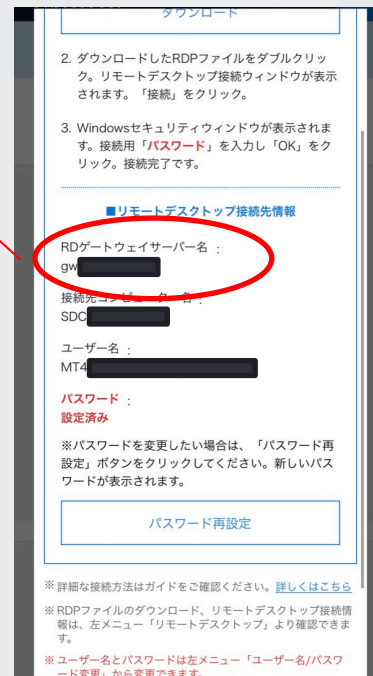 ダウンロード
2. ダウンロードしたRDPファイルをダブルクリッ
ク。リモートデスクトップ接続ウィンドウが表示
されます。「接続」をクリック。
3. Windowsセキュリティウィンドウが表示されま
す。接続用「パスワード」を入力し「OK」をク
リック。接続完了です。
■リモートデスクトップ接続先情報
RDゲートウェイサーバー名 :
gw
接続先コンピューター名 :
SDC
ユーザー名 :
MT4
パスワード :
設定済み
※パスワードを変更したい場合は、「パスワード再
設定」ボタンをクリックしてください。新しいパス
ワードが表示されます。
パスワード再設定
※ 詳細な接続方法はガイドをご確認ください。詳しくはこちら
※ RDPファイルのダウンロード、リモートデスクトップ接続情
報は、左メニュー「リモートデスクトップ」より確認できま
す。
※ ユーザー名とパスワードは左メニュー「ユーザー名/パスワ
ード変更」から変更できます。